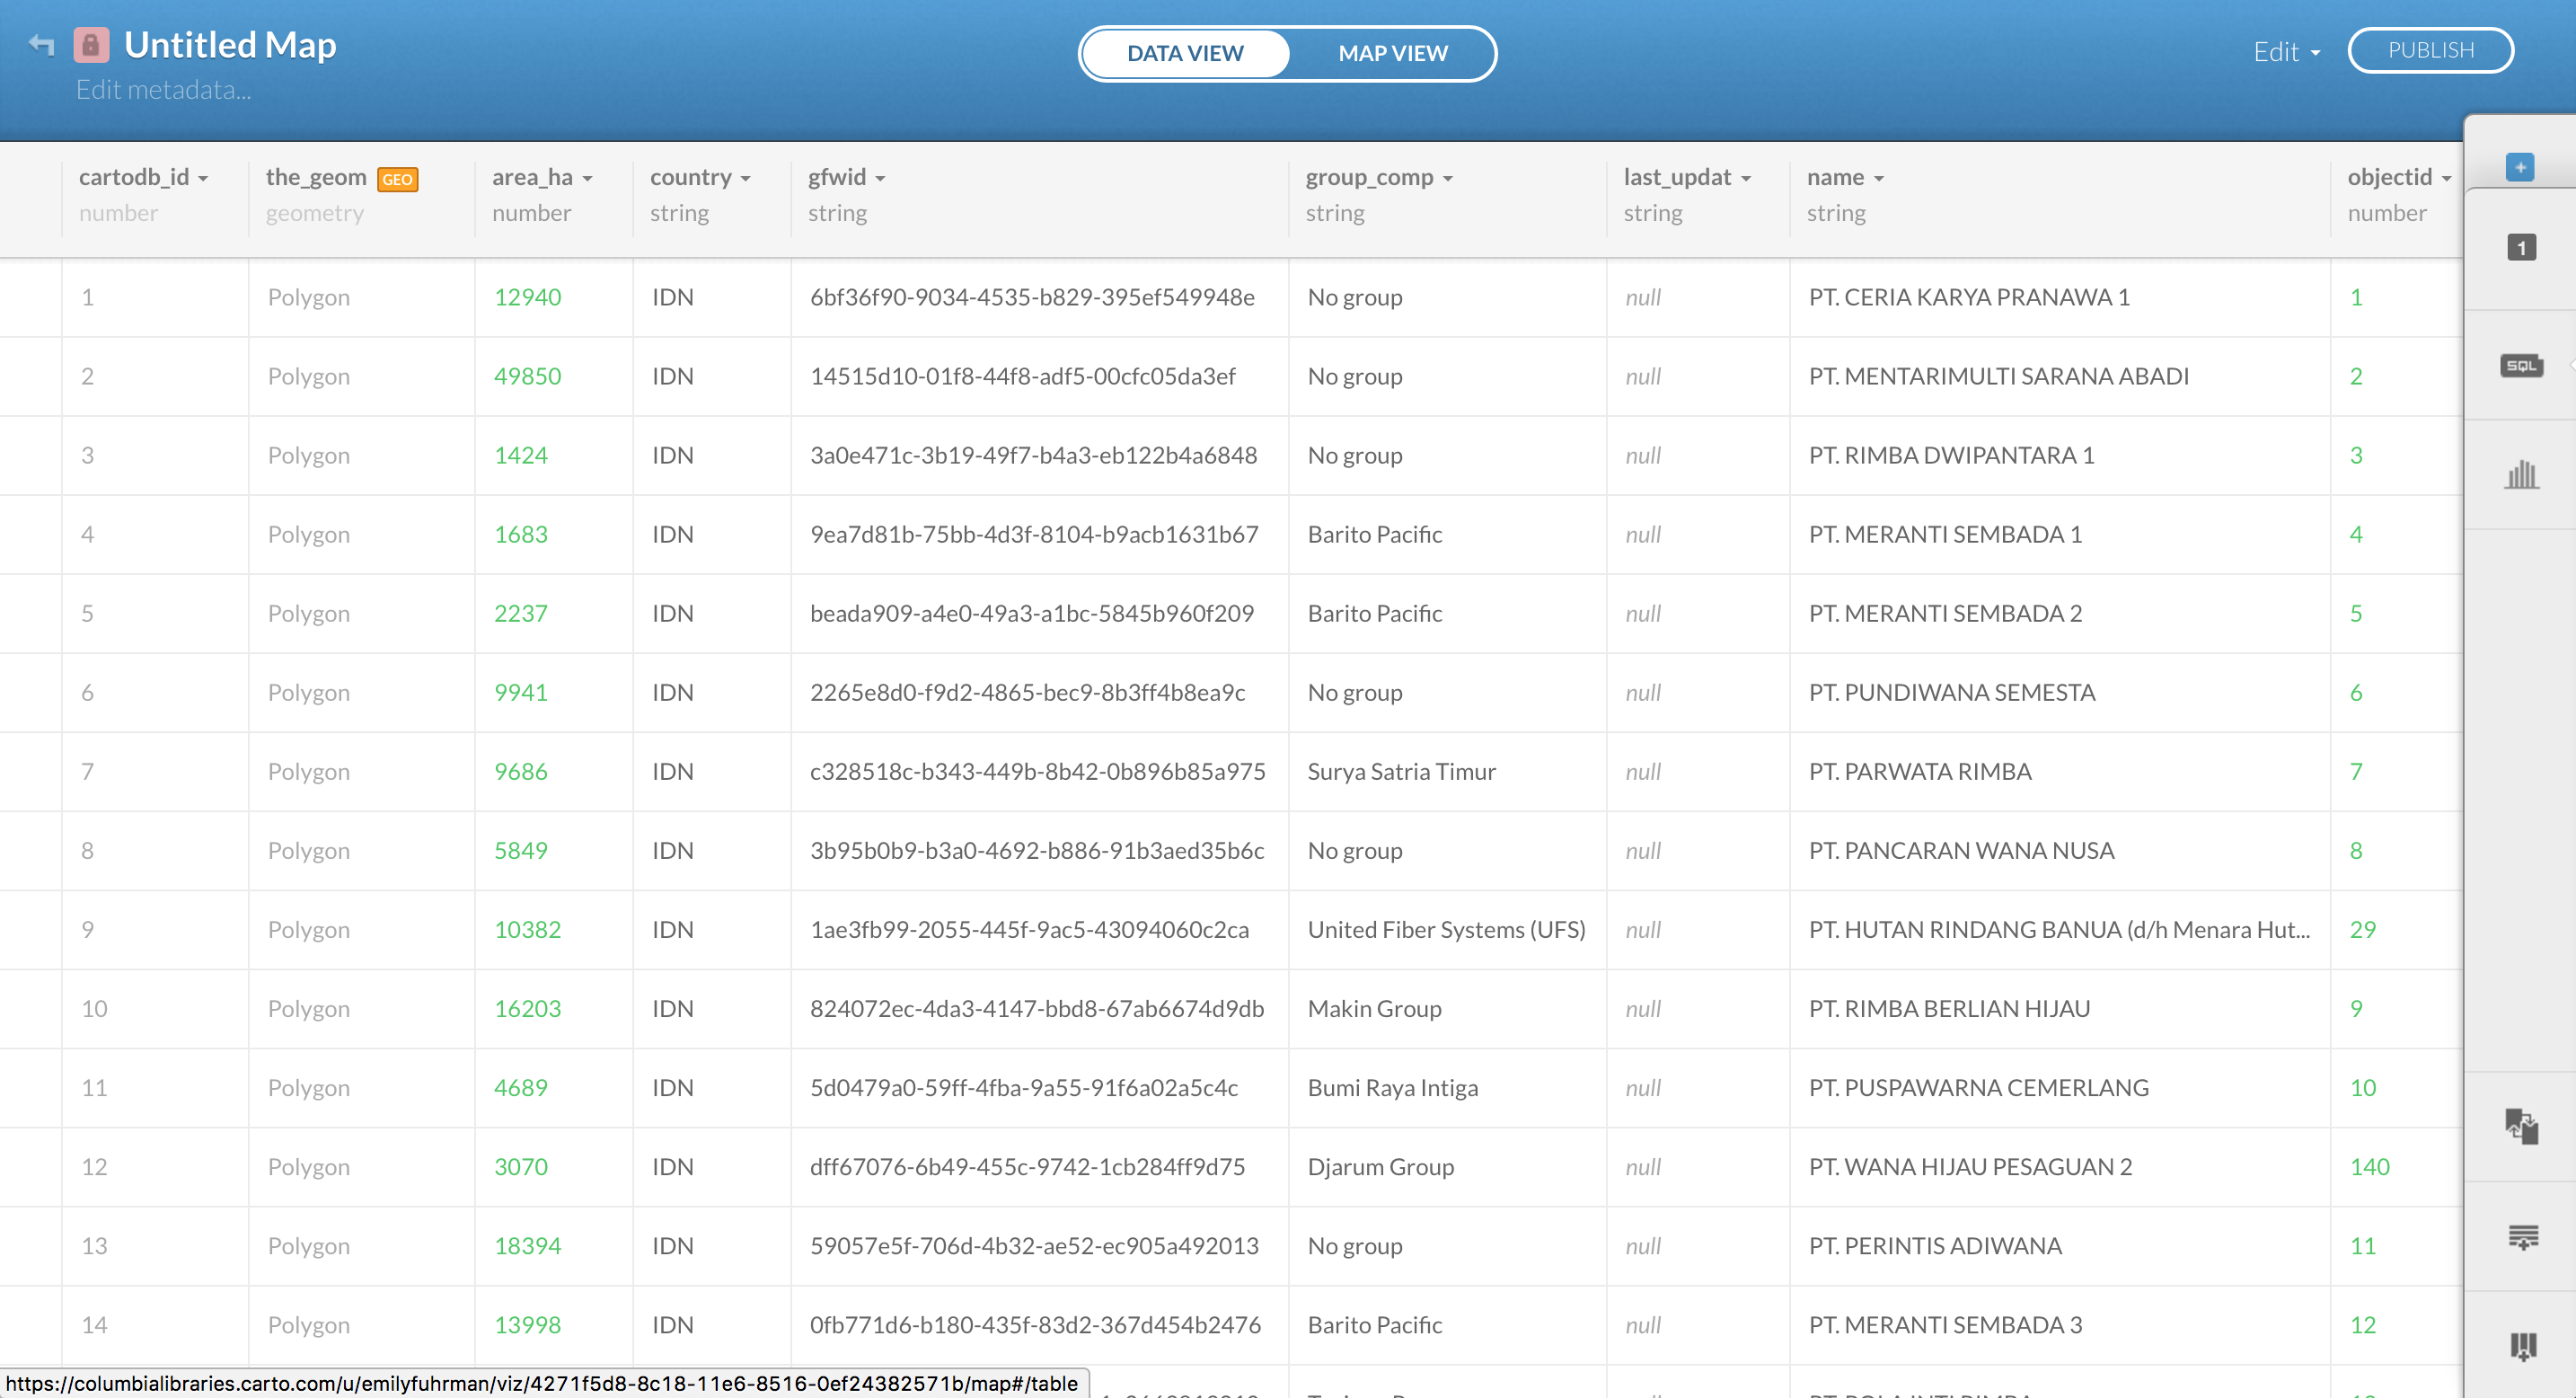 Untitled Map
Edit metadata...
DATA VIEW MAP VIEW
Edit PUBLISH
cartodb_id the_geom GEO area_ha country gfwid group_comp last_updat name objectid
number geometry number string string string string string number
1 Polygon 12940 IDN 6bf36f90-9034-4535-b829-395ef549948e No group null PT. CERIA KARYA PRANAWA 1 1
2 Polygon 49850 IDN 14515d10-01f8-44f8-adf5-00cfc05da3ef No group null PT. MENTARIMULTI SARANA ABADI 2
3 Polygon 1424 IDN 3a0e471c-3b19-49f7-b4a3-eb122b4a6848 No group null PT. RIMBA DWIPANTARA 1 3
4 Polygon 1683 IDN 9ea7d81b-75bb-4d3f-8104-b9acb1631b67 Barito Pacific null PT. MERANTI SEMBADA 1 4
5 Polygon 2237 IDN beada909-a4e0-49a3-a1bc-5845b960f209 Barito Pacific null PT. MERANTI SEMBADA 2 5
6 Polygon 9941 IDN 2265e8d0-f9d2-4865-bec9-8b3ff4b8ea9c No group null PT. PUNDIWANA SEMESTA 6
7 Polygon 9686 IDN c328518c-b343-449b-8b42-0b896b85a975 Surya Satria Timur null PT. PARWATA RIMBA 7
8 Polygon 5849 IDN 3b95b0b9-b3a0-4692-b886-91b3aed35b6c No group null PT. PANCARAN WANA NUSA 8
9 Polygon 10382 IDN 1ae3fb99-2055-445f-9ac5-43094060c2ca United Fiber Systems (UFS) null PT. HUTAN RINDANG BANUA (d/h Menara Hut... 29
10 Polygon 16203 IDN 824072ec-4da3-4147-bbd8-67ab6674d9db Makin Group null PT. RIMBA BERLIAN HIJAU 9
11 Polygon 4689 IDN 5d0479a0-59ff-4fba-9a55-91f6a02a5c4c Bumi Raya Intiga null PT. PUSPAWARNA CEMERLANG 10
12 Polygon 3070 IDN dff67076-6b49-455c-9742-1cb284ff9d75 Djarum Group null PT. WANA HIJAU PESAGUAN 2 140
13 Polygon 18394 IDN 59057e5f-706d-4b32-ae52-ec905a492013 No group null PT. PERINTIS ADIWANA 11
14 Polygon 13998 IDN 0fb771d6-b180-435f-83d2-367d454b2476 Barito Pacific null PT. MERANTI SEMBADA 3 12
https://columbialibraries.carto.com/u/emilyfuhrman/viz/4271f5d8-8c18-11e6-8516-0ef24382571b/map#/table
1
SQL